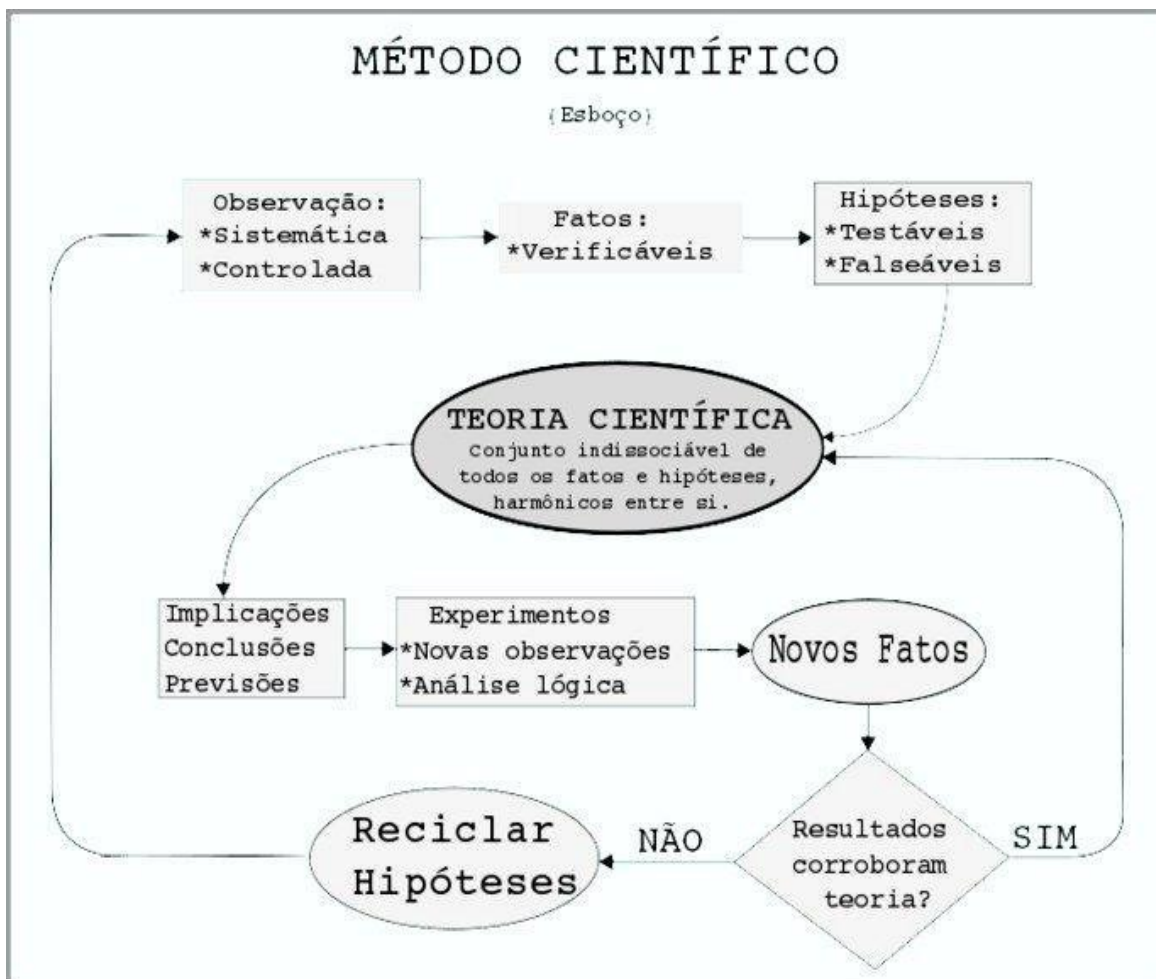 MÉTODO CIENTÍFICO
(Esboço)
Observação:
*Sistemática
*Controlada
Fatos:
*Verificáveis
Hipóteses:
*Testáveis
*Falseáveis
TEORIA CIENTÍFICA
Conjunto indissociável de
todos os fatos e hipóteses,
harmônicos entre si.
Implicações
Conclusões
Previsões
Experimentos
*Novas observações
*Análise lógica
Novos Fatos
Resultados
corroboram
teoria?
SIM
NÃO
Reciclar
Hipóteses